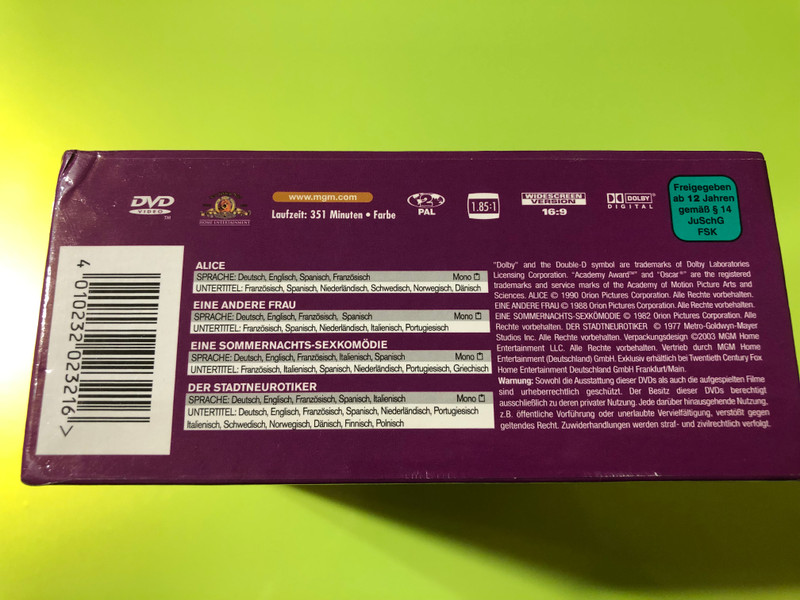 DVD
VIDEO
TM
HOME ENTERTAINMENT
www.mgm.com
Laufzeit: 351 Minuten • Farbe
2
PAL
1.85:1
WIDESCREEN
VERSION
16:9
DOLBY
DIGITAL
Freigegeben
ab 12 Jahren
gemäß § 14
JuSchG
FSK
4 010232 023216 >
ALICE
SPRACHE: Deutsch, Englisch, Spanisch, Französisch Mono
UNTERTITEL: Französisch, Spanisch, Niederländisch, Schwedisch, Norwegisch, Dänisch
EINE ANDERE FRAU
SPRACHE: Deutsch, Englisch, Französisch, Spanisch Mono
UNTERTITEL: Französisch, Spanisch, Niederländisch, Italienisch, Portugiesisch
EINE SOMMERNACHTS-SEXKOMÖDIE
SPRACHE: Deutsch, Englisch, Französisch, Italienisch, Spanisch Mono
UNTERTITEL: Französisch, Italienisch, Spanisch, Niederländisch, Portugiesisch, Griechisch
DER STADTNEUROTIKER
SPRACHE: Deutsch, Englisch, Französisch, Spanisch, Italienisch Mono
UNTERTITEL: Deutsch, Englisch, Französisch, Spanisch, Niederländisch, Portugiesisch
Italienisch, Schwedisch, Norwegisch, Dänisch, Finnisch, Polnisch
"Dolby" and the Double-D symbol are trademarks of Dolby Laboratories
Licensing Corporation. "Academy Award™" and "Oscar®" are the registered
trademarks and service marks of the Academy of Motion Picture Arts and
Sciences. ALICE © 1990 Orion Pictures Corporation. Alle Rechte vorbehalten.
EINE ANDERE FRAU © 1988 Orion Pictures Corporation. Alle Rechte vorbehalten.
EINE SOMMERNACHTS-SEXKÖMODIE © 1982 Orion Pictures Corporation. Alle
Rechte vorbehalten. DER STADTNEUROTIKER © 1977 Metro-Goldwyn-Mayer
Studios Inc. Alle Rechte vorbehalten. Verpackungsdesign ©2003 MGM Home
Entertainment LLC. Alle Rechte vorbehalten. Vertrieb durch MGM Home
Entertainment (Deutschland) GmbH. Exklusiv erhältlich bei Twentieth Century Fox
Home Entertainment Deutschland GmbH Frankfurt/Main.
Warnung: Sowohl die Ausstattung dieser DVDs als auch die aufgespielten Filme
sind urheberrechtlich geschützt. Der Besitz dieser DVDs berechtigt
ausschließlich zu deren privater Nutzung. Jede darüber hinausgehende Nutzung,
z.B. öffentliche Vorführung oder unerlaubte Vervielfältigung, verstößt gegen
geltendes Recht. Zuwiderhandlungen werden straf- und zivilrechtlich verfolgt.